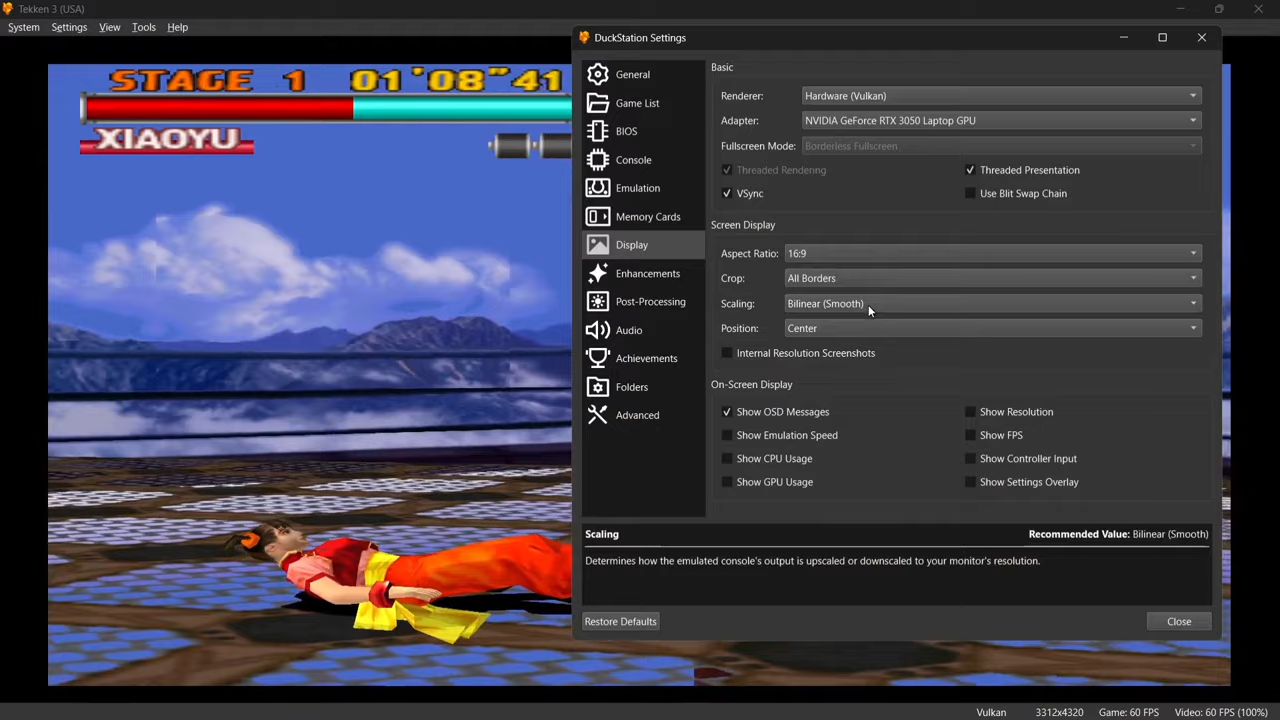 Tekken 3 (USA)
System Settings View Tools Help
STAGE 1 01'08"41
XIAOYU
DuckStation Settings
General
Game List
BIOS
Console
Emulation
Memory Cards
Display
Enhancements
Post-Processing
Audio
Achievements
Folders
Advanced
Basic
Renderer: Hardware (Vulkan)
Adapter: NVIDIA GeForce RTX 3050 Laptop GPU
Fullscreen Mode: Borderless Fullscreen
Threaded Rendering Threaded Presentation
VSync Use Blit Swap Chain
Screen Display
Aspect Ratio: 16:9
Crop: All Borders
Scaling: Bilinear (Smooth)
Position: Center
Internal Resolution Screenshots
On-Screen Display
Show OSD Messages Show Resolution
Show Emulation Speed Show FPS
Show CPU Usage Show Controller Input
Show GPU Usage Show Settings Overlay
Scaling Recommended Value: Bilinear (Smooth)
Determines how the emulated console's output is upscaled or downscaled to your monitor's resolution.
Restore Defaults Close
Vulkan 3312x4320 Game: 60 FPS Video: 60 FPS (100%)